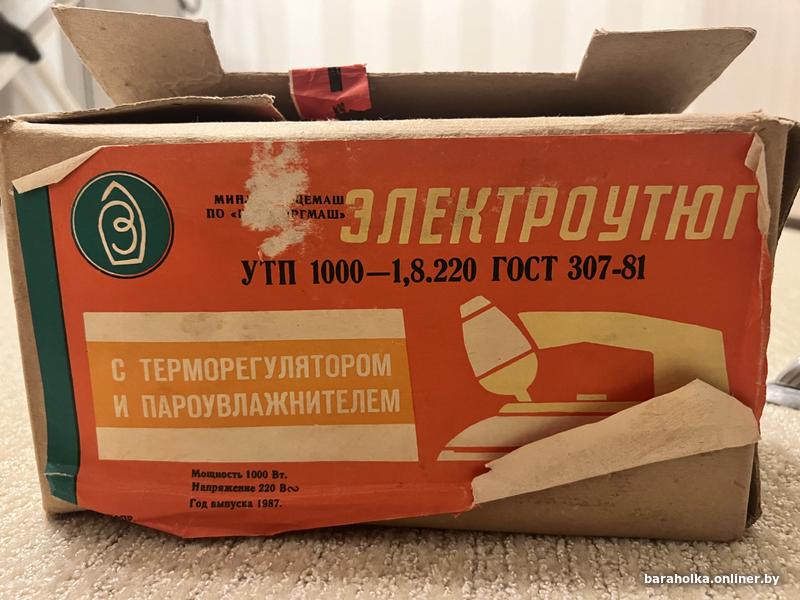 Э
ЭЛЕКТРОУТЮГ
ПО
УТП 1000—1,8.220 ГОСТ 307-81
С ТЕРМОРЕГУЛЯТОРОМ
И ПАРОУВЛАЖНИТЕЛЕМ
Мощность 1000 Вт.
Напряжение 220 В~
Год выпуска 1987.
baraholka.onliner.by